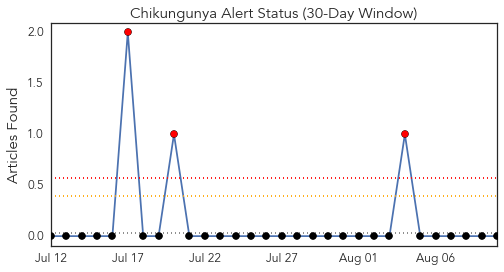 Chikungunya Alert Status (30-Day Window)
Articles Found
2.0
1.5
1.0
0.5
0.0
Jul 12 Jul 17 Jul 22 Jul 27 Aug 01 Aug 06